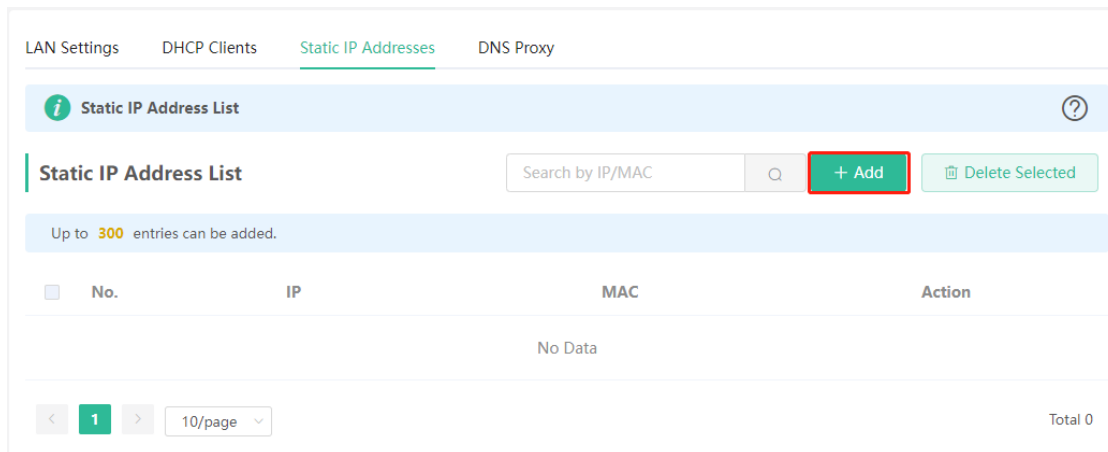 LAN Settings DHCP Clients Static IP Addresses DNS Proxy
i Static IP Address List ?
Static IP Address List Search by IP/MAC + Add Delete Selected
Up to 300 entries can be added.
No. IP MAC Action
No Data
< 1 > 10/page Total 0